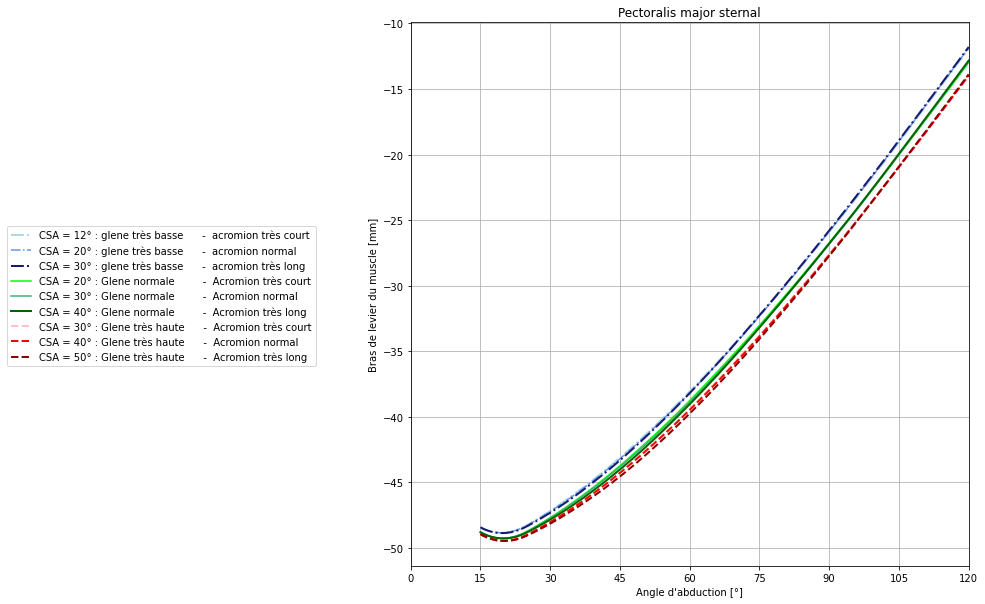 Pectoralis major sternal
CSA = 12° : glene très basse - acromion très court
CSA = 20° : glene très basse - acromion normal
CSA = 30° : glene très basse - acromion très long
CSA = 20° : Glene normale - Acromion très court
CSA = 30° : Glene normale - Acromion normal
CSA = 40° : Glene normale - Acromion très long
CSA = 30° : Glene très haute - Acromion très court
CSA = 40° : Glene très haute - Acromion normal
CSA = 50° : Glene très haute - Acromion très long
Bras de levier du muscle [mm]
−10
−15
−20
−25
−30
−35
−40
−45
−50
0 15 30 45 60 75 90 105 120
Angle d'abduction [°]